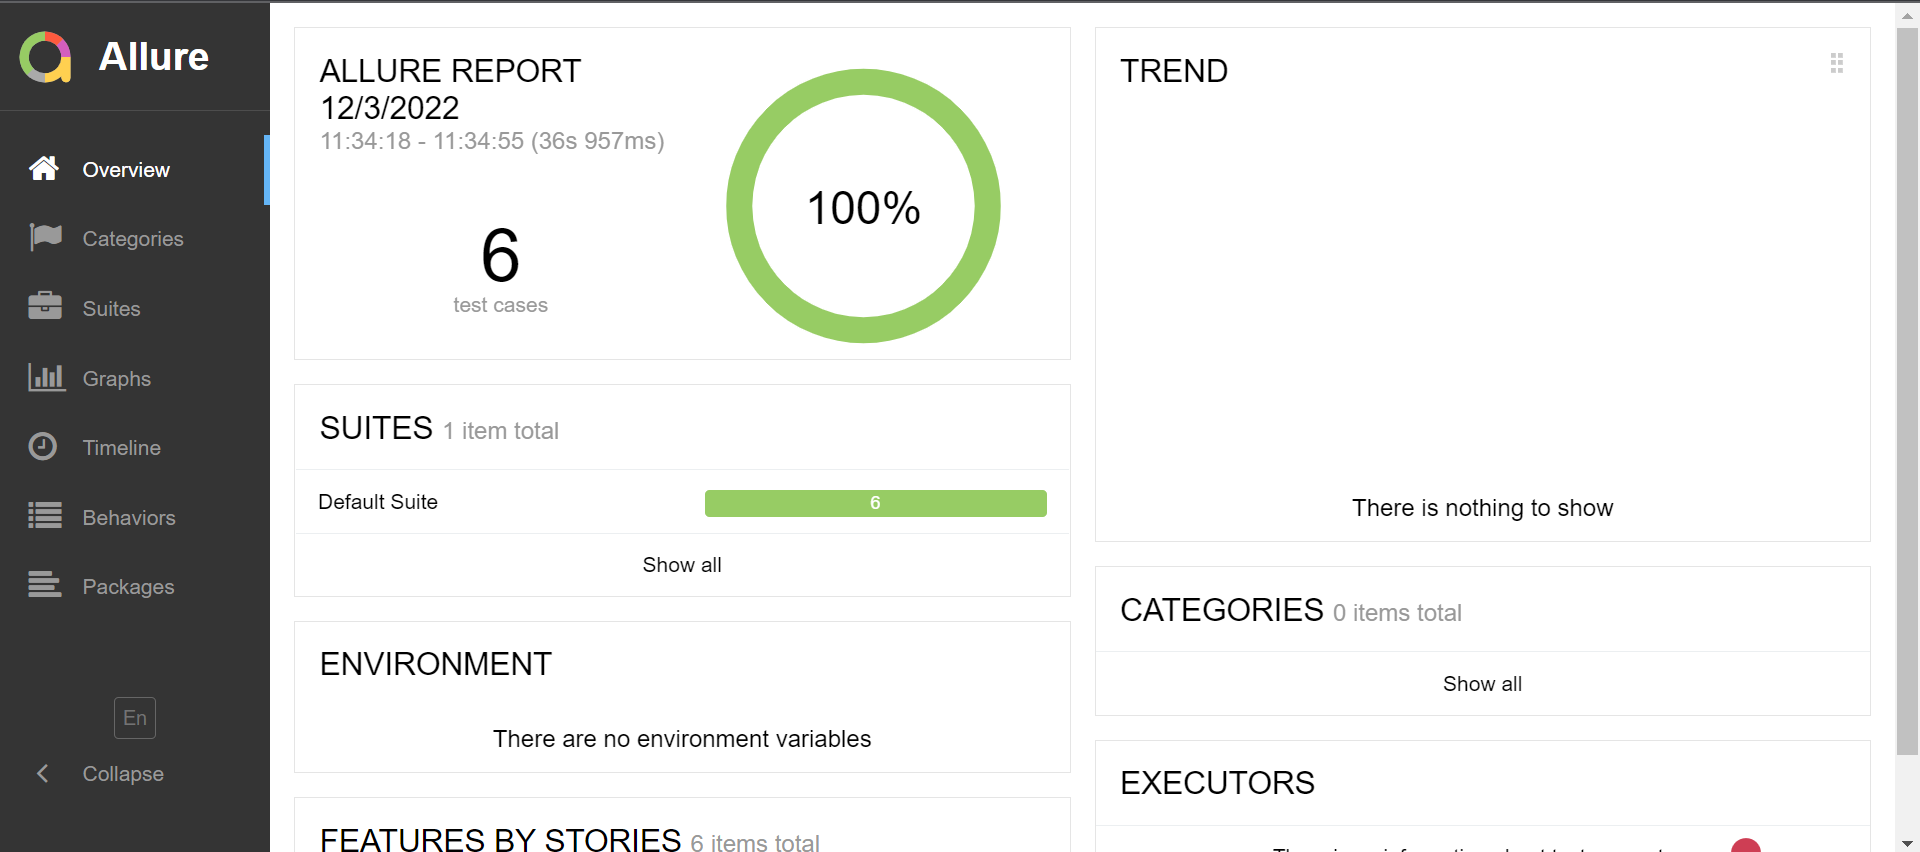 Allure
Overview
Categories
Suites
Graphs
Timeline
Behaviors
Packages
En
Collapse
ALLURE REPORT
12/3/2022
11:34:18 - 11:34:55 (36s 957ms)
6
test cases
100%
SUITES 1 item total
Default Suite 6
Show all
ENVIRONMENT
There are no environment variables
FEATURES BY STORIES 6 items total
TREND
There is nothing to show
CATEGORIES 0 items total
Show all
EXECUTORS